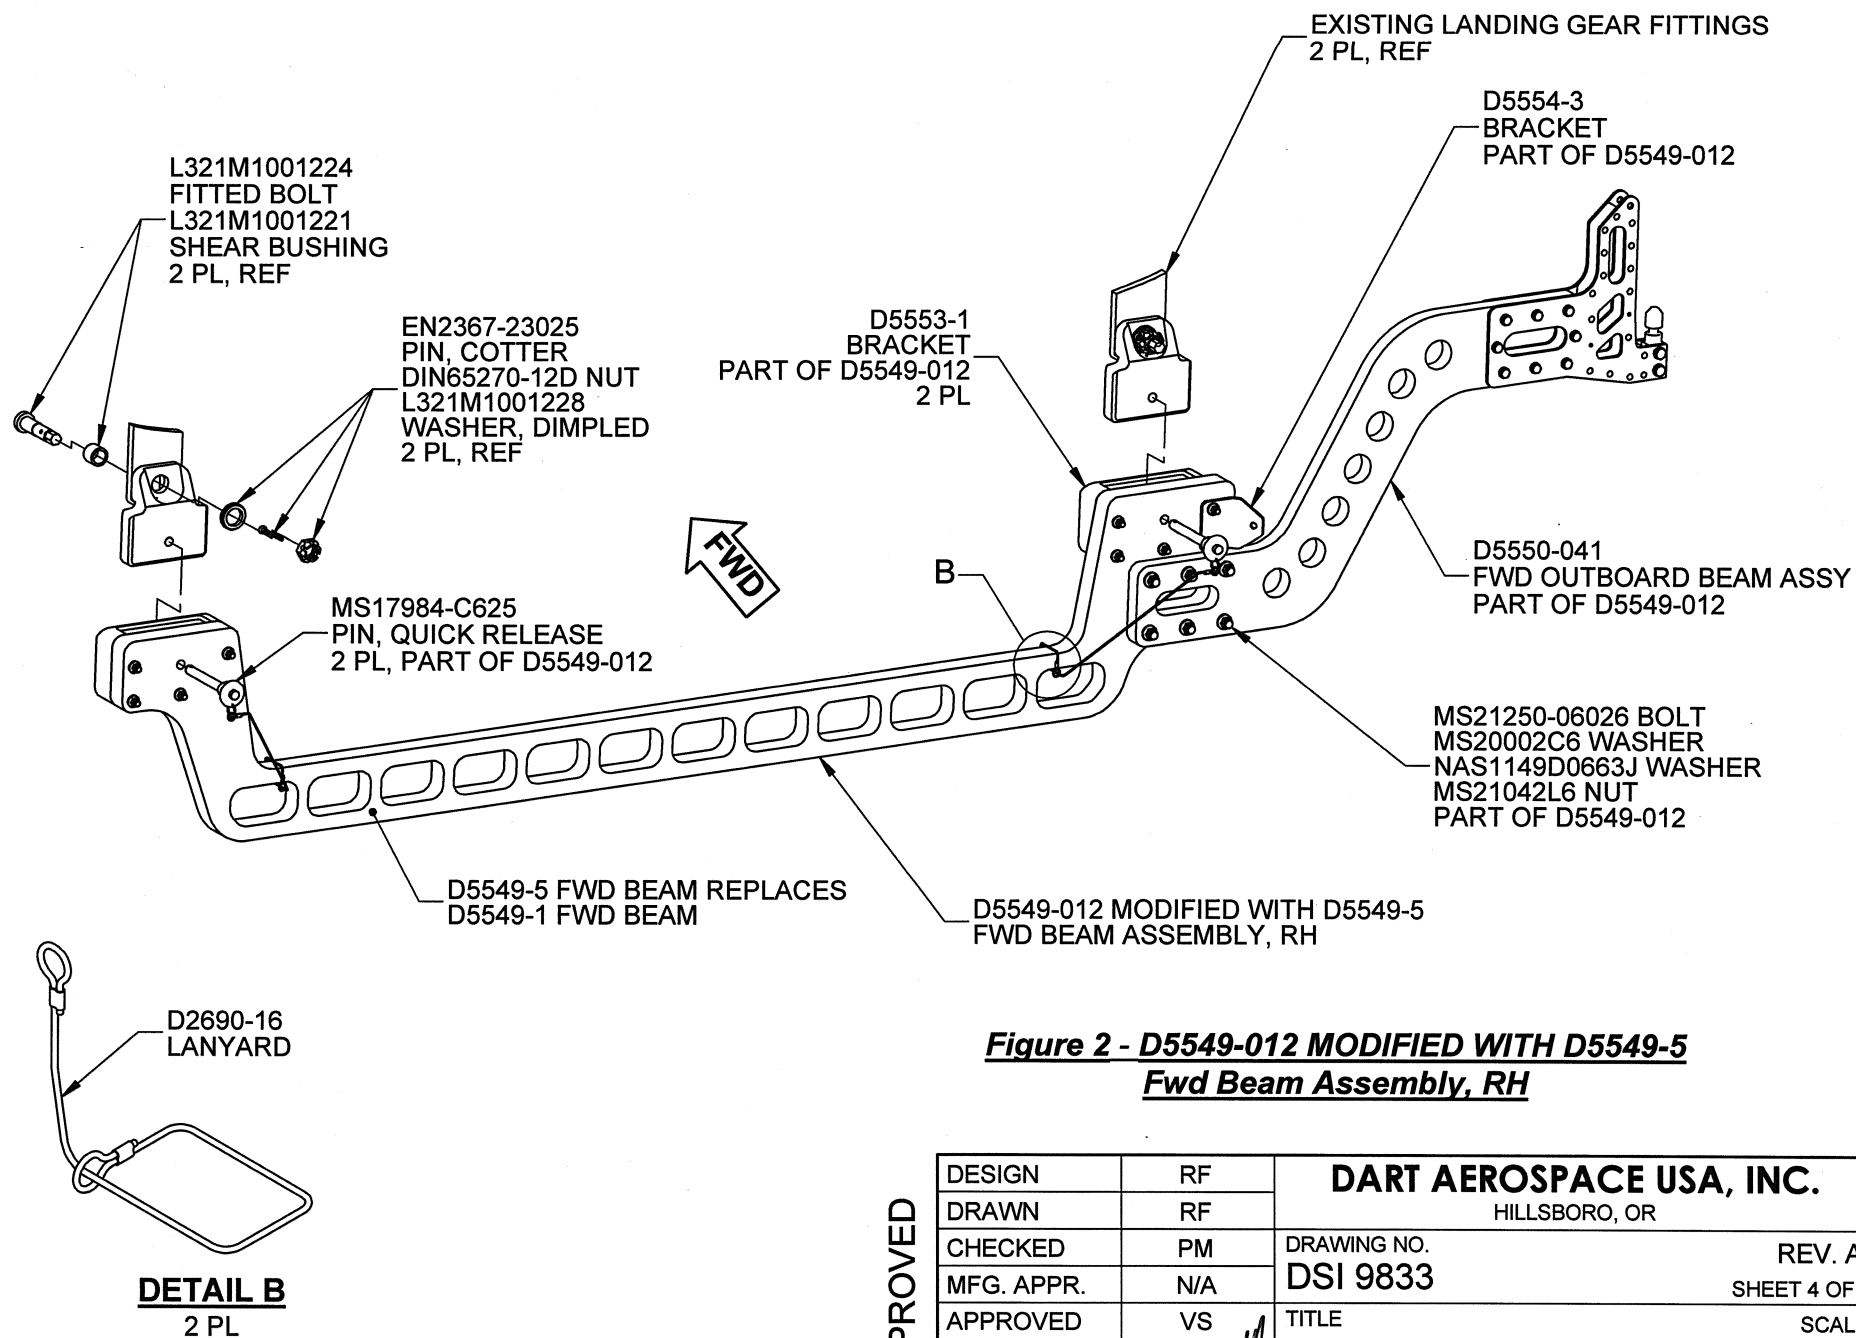 EXISTING LANDING GEAR FITTINGS
2 PL, REF
D5554-3
BRACKET
PART OF D5549-012
L321M1001224
FITTED BOLT
L321M1001221
SHEAR BUSHING
2 PL, REF
EN2367-23025
PIN, COTTER
DIN65270-12D NUT
L321M1001228
WASHER, DIMPLED
2 PL, REF
D5553-1
BRACKET
PART OF D5549-012
2 PL
FWD
B
D5550-041
FWD OUTBOARD BEAM ASSY
PART OF D5549-012
MS17984-C625
PIN, QUICK RELEASE
2 PL, PART OF D5549-012
MS21250-06026 BOLT
MS20002C6 WASHER
NAS1149D0663J WASHER
MS21042L6 NUT
PART OF D5549-012
D5549-5 FWD BEAM REPLACES
D5549-1 FWD BEAM
D5549-012 MODIFIED WITH D5549-5
FWD BEAM ASSEMBLY, RH
D2690-16
LANYARD
DETAIL B
2 PL
Figure 2 - D5549-012 MODIFIED WITH D5549-5
Fwd Beam Assembly, RH
PROVED
DESIGN RF
DRAWN RF
CHECKED PM
MFG. APPR. N/A
APPROVED VS
DART AEROSPACE USA, INC.
HILLSBORO, OR
DRAWING NO.
DSI 9833
REV. A
SHEET 4 OF
TITLE
SCAL